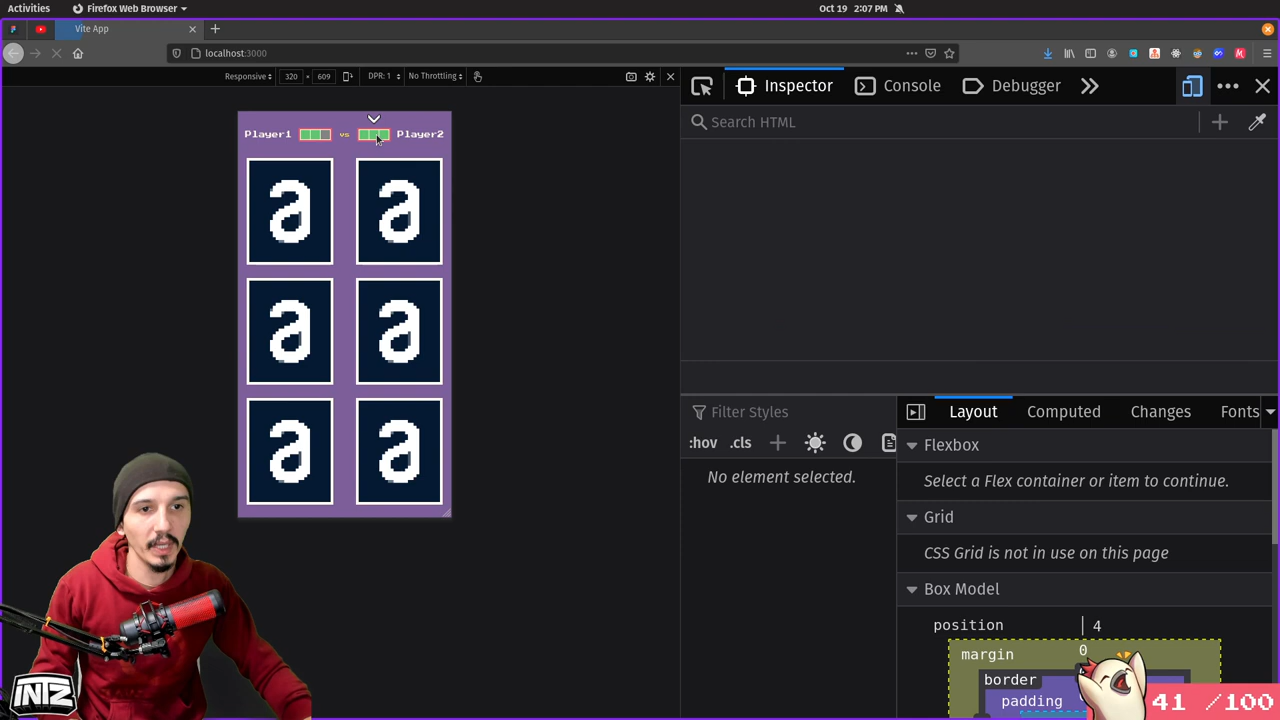 Activities
Firefox Web Browser
Oct 19 2:07 PM
Vite App
localhost:3000
Responsive
320 × 609
DPR: 1
No Throttling
Inspector
Console
Debugger
Search HTML
Player1
vs
Player2
a a
a a
a a
Filter Styles
:hov .cls
No element selected.
Layout
Computed
Changes
Fonts
Flexbox
Select a Flex container or item to continue.
Grid
CSS Grid is not in use on this page
Box Model
position 4
margin 0
border
padding
INTZ
41 /100